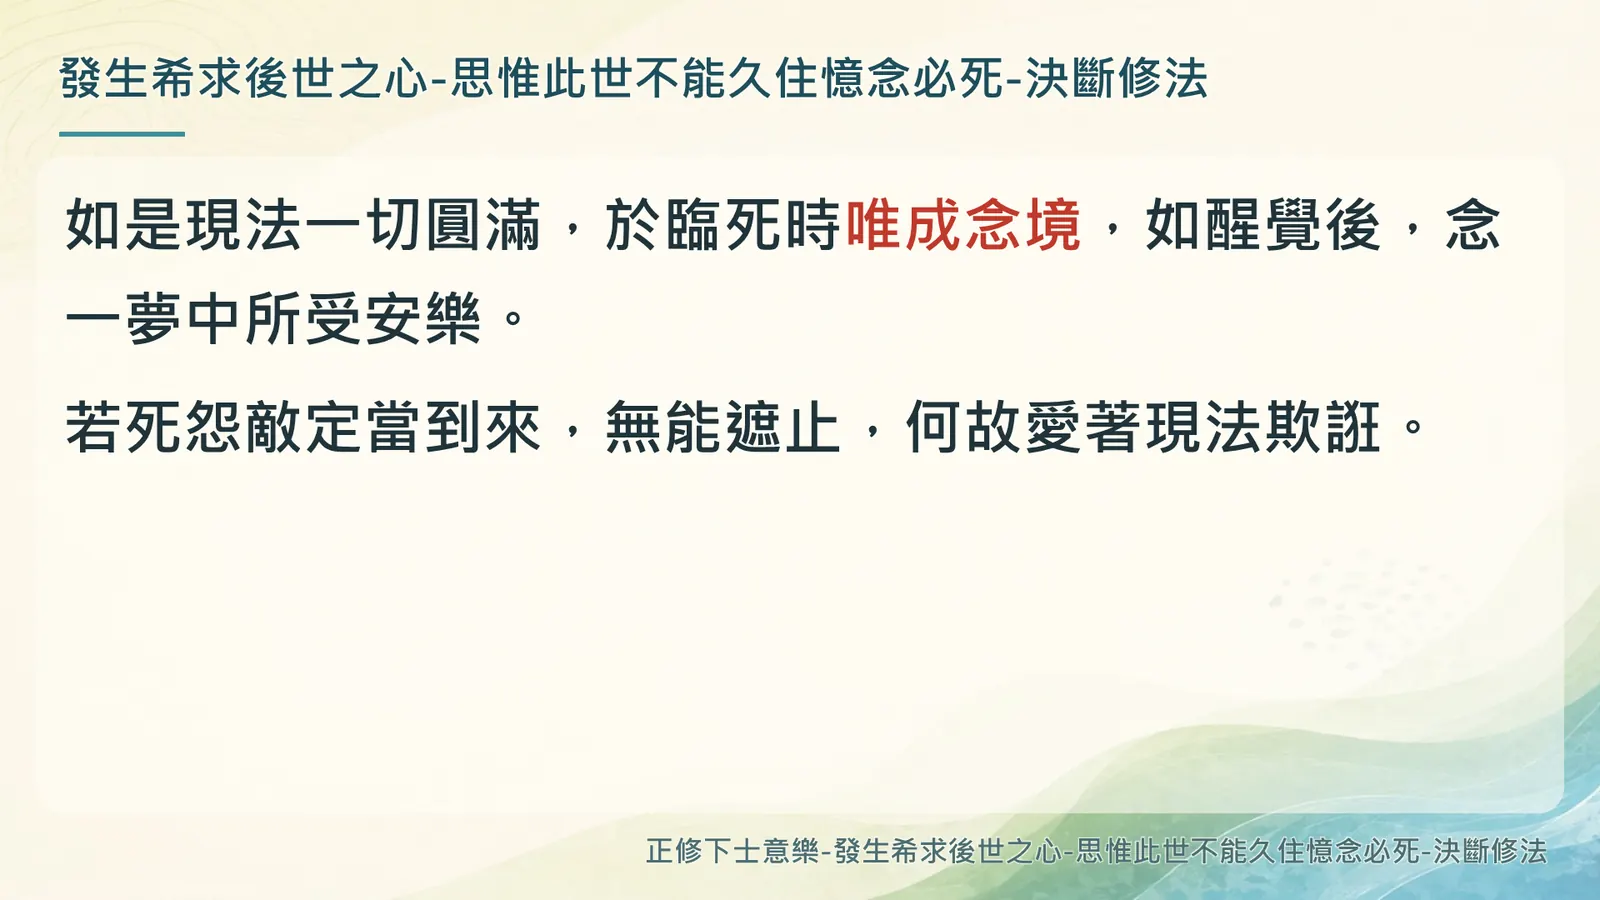 發生希求後世之心-思惟此世不能久住憶念必死-決斷修法
如是現法一切圓滿，於臨死時唯成念境，如醒覺後，念
一夢中所受安樂。
若死怨敵定當到來，無能遮止，何故愛著現法欺誑。
正修下士意樂-發生希求後世之心-思惟此世不能久住憶念必死-決斷修法